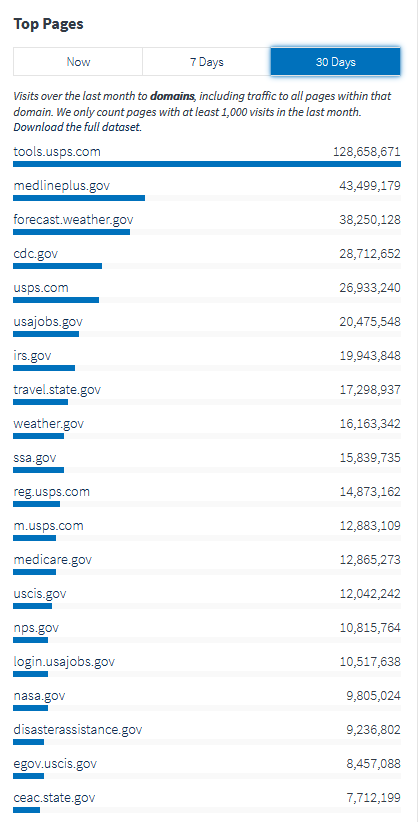 Top Pages
Now
7 Days
30 Days
Visits over the last month to domains, including traffic to all pages within that
domain. We only count pages with at least 1,000 visits in the last month.
Download the full dataset.
tools.usps.com 128,658,671
medlineplus.gov 43,499,179
forecast.weather.gov 38,250,128
cdc.gov 28,712,652
usps.com 26,933,240
usajobs.gov 20,475,548
irs.gov 19,943,848
travel.state.gov 17,298,937
weather.gov 16,163,342
ssa.gov 15,839,735
reg.usps.com 14,873,162
m.usps.com 12,883,109
medicare.gov 12,865,273
uscis.gov 12,042,242
nps.gov 10,815,764
login.usajobs.gov 10,517,638
nasa.gov 9,805,024
disasterassistance.gov 9,236,802
egov.uscis.gov 8,457,088
ceac.state.gov 7,712,199